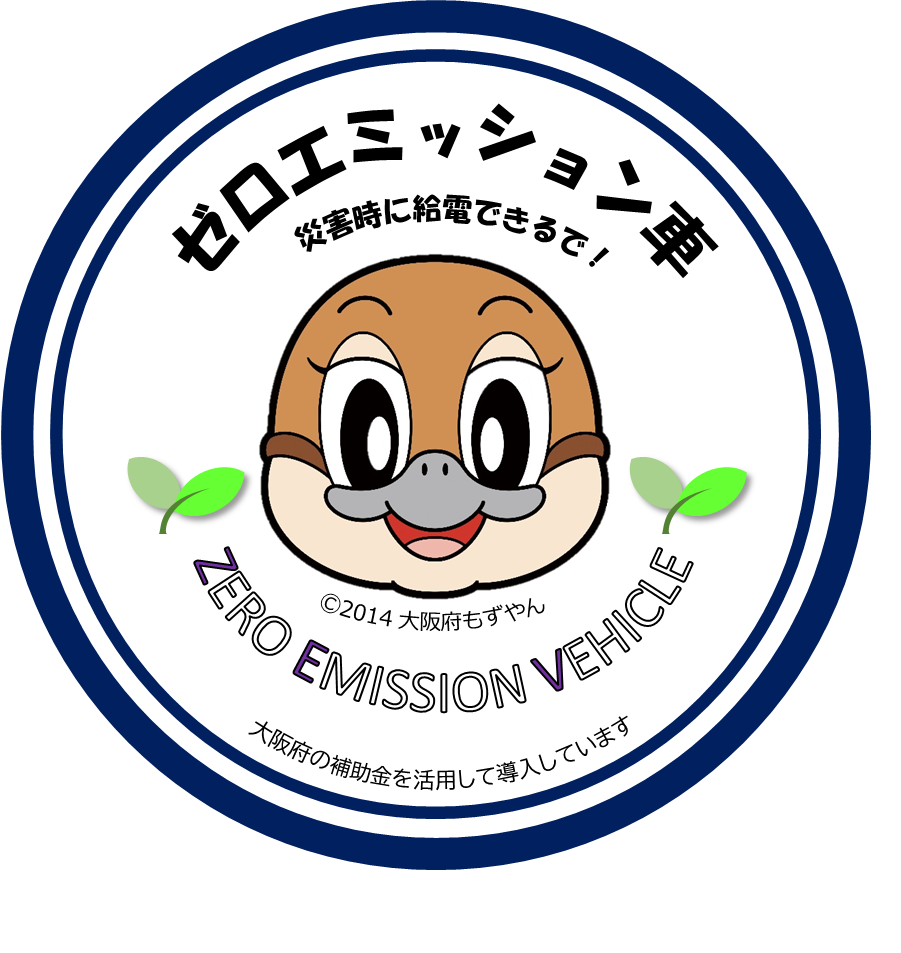 ゼロエミッション車
災害時に給電できるで！
©2014 大阪府もずやん
ZERO EMISSION VEHICLE
大阪府の補助金を活用して導入しています